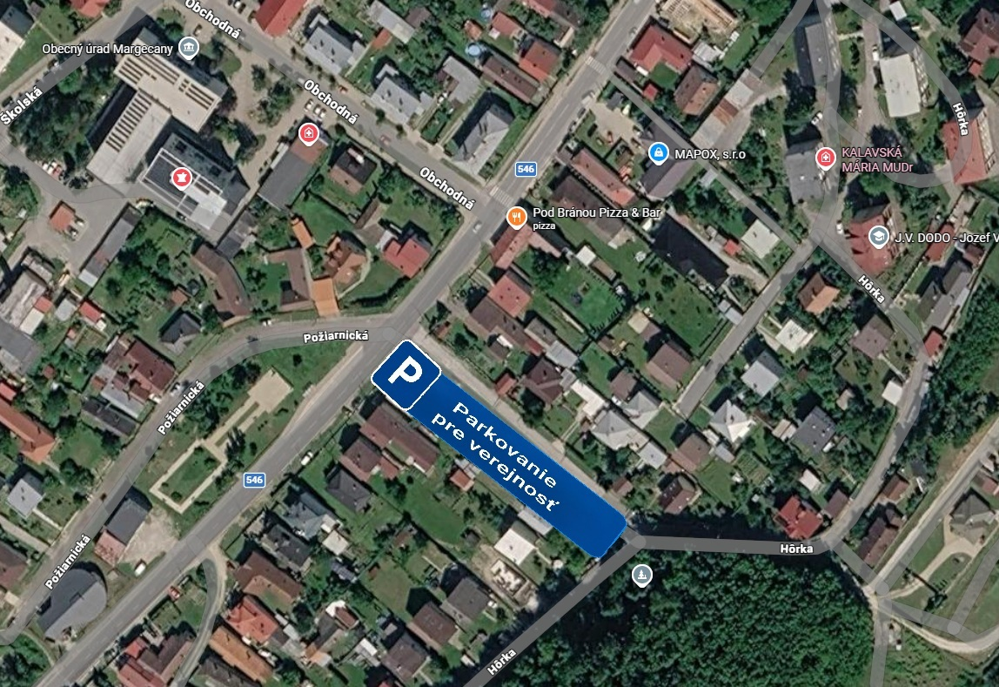 Obchodná
Obecný úrad Margecany
Školská
Obchodná
Hôrka
546
MAPOX, s.r.o
KALAVSKÁ
MÁRIA MUDr
Obchodná
Pod Bránou Pizza & Bar
pizza
J.V. DODO - Jozef V
Hôrka
Požiarnická
P
Parkovanie
pre verejnosť
Požiarnická
546
Hôrka
Požiarnická
Hôrka